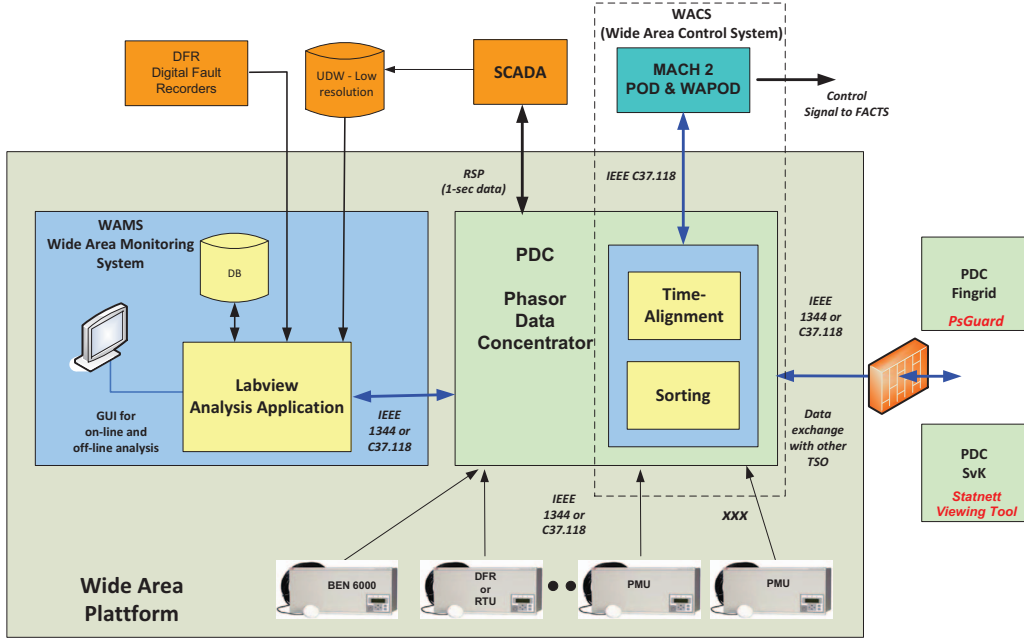 WACS
(Wide Area Control System)
DFR
Digital Fault
Recorders
UDW - Low
resolution
SCADA
MACH 2
POD & WAPOD
Control
Signal to FACTS
RSP
(1-sec data)
IEEE C37.118
WAMS
Wide Area Monitoring
System
DB
PDC
Phasor
Data
Concentrator
Time-
Alignment
Sorting
Labview
Analysis Application
GUI for
on-line and
off-line analysis
IEEE
1344 or
C37.118
IEEE
1344 or
C37.118
Data
exchange
with other
TSO
PDC
Fingrid
PsGuard
PDC
SvK
Statnett
Viewing Tool
IEEE
1344 or
C37.118
XXX
Wide Area
Plattform
BEN 6000
DFR
or
RTU
PMU
PMU